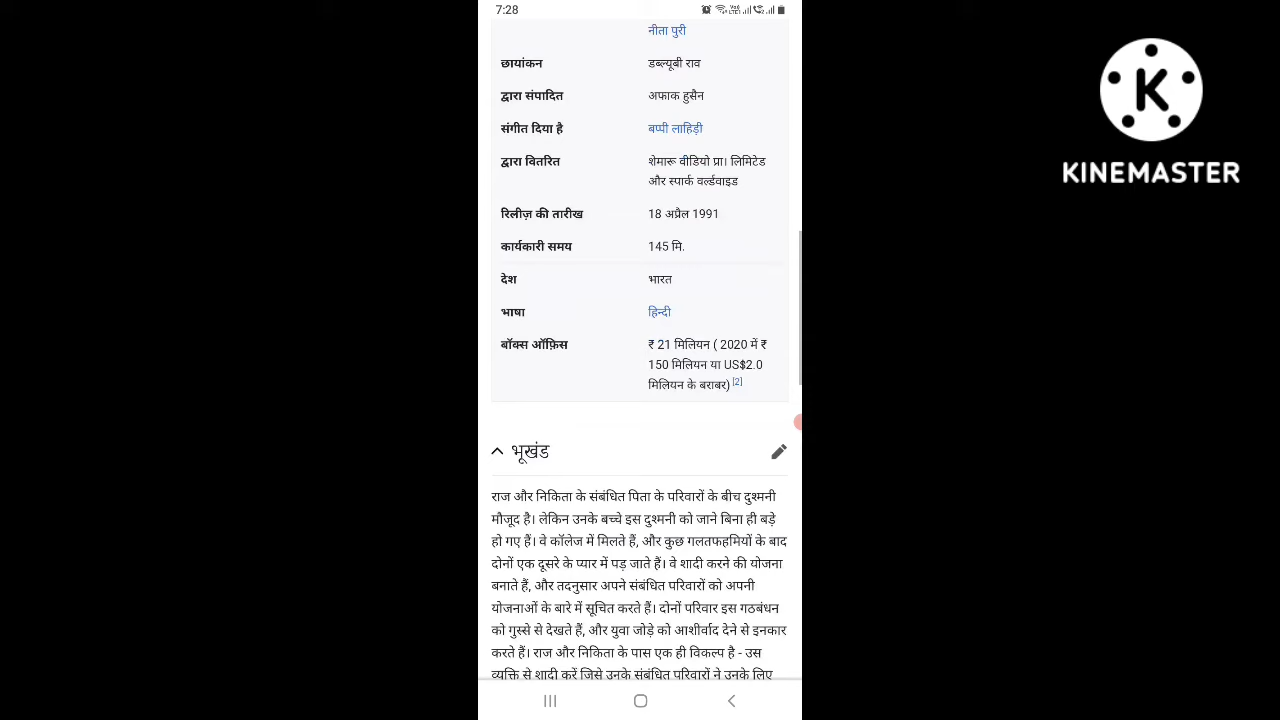 7:28
नीता पुरी
छायांकन डब्ल्यूबी राव
द्वारा संपादित अफाक हुसैन
संगीत दिया है बप्पी लाहिड़ी
द्वारा वितरित शेमारू वीडियो प्रा। लिमिटेड
और स्पार्क वर्ल्डवाइड
रिलीज़ की तारीख 18 अप्रैल 1991
कार्यकारी समय 145 मि.
देश भारत
भाषा हिन्दी
बॉक्स ऑफ़िस ₹ 21 मिलियन ( 2020 में ₹
150 मिलियन या US$2.0
मिलियन के बराबर) [2]
भूखंड
राज और निकिता के संबंधित पिता के परिवारों के बीच दुश्मनी
मौजूद है। लेकिन उनके बच्चे इस दुश्मनी को जाने बिना ही बड़े
हो गए हैं। वे कॉलेज में मिलते हैं, और कुछ गलतफहमियों के बाद
दोनों एक दूसरे के प्यार में पड़ जाते हैं। वे शादी करने की योजना
बनाते हैं, और तदनुसार अपने संबंधित परिवारों को अपनी
योजनाओं के बारे में सूचित करते हैं। दोनों परिवार इस गठबंधन
को गुस्से से देखते हैं, और युवा जोड़े को आशीर्वाद देने से इनकार
करते हैं। राज और निकिता के पास एक ही विकल्प है - उस
व्यक्ति से शादी करें जिसे उनके संबंधित परिवारों ने उनके लिए
K
KINEMASTER